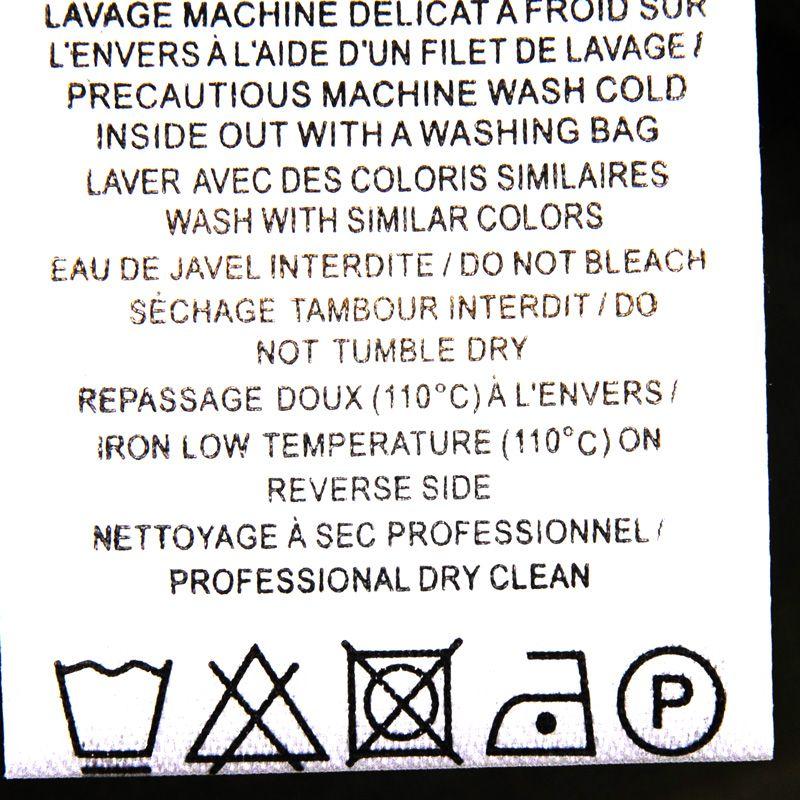 LAVAGE MACHINE DELICAT A FROID SUR
L'ENVERS À L'AIDE D'UN FILET DE LAVAGE /
PRECAUTIOUS MACHINE WASH COLD
INSIDE OUT WITH A WASHING BAG
LAVER AVEC DES COLORIS SIMILAIRES
WASH WITH SIMILAR COLORS
EAU DE JAVEL INTERDITE / DO NOT BLEACH
SÉCHAGE TAMBOUR INTERDIT / DO
NOT TUMBLE DRY
REPASSAGE DOUX (110°C) À L'ENVERS /
IRON LOW TEMPERATURE (110°C) ON
REVERSE SIDE
NETTOYAGE À SEC PROFESSIONNEL /
PROFESSIONAL DRY CLEAN
P